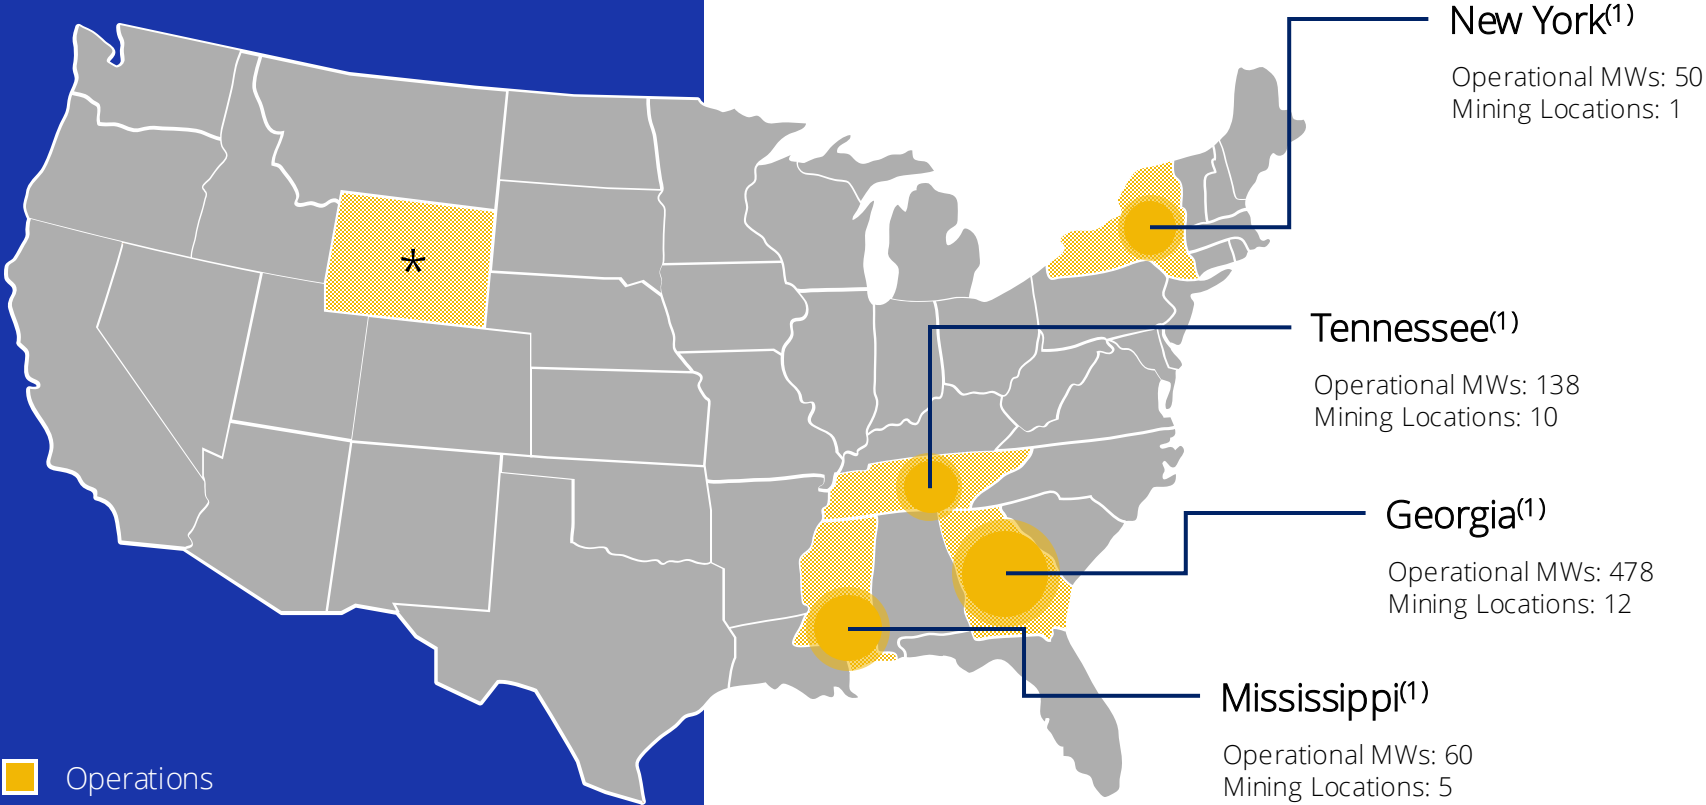 New York(1)
Operational MWs: 50
Mining Locations: 1
*
Tennessee(1)
Operational MWs: 138
Mining Locations: 10
Georgia(1)
Operational MWs: 478
Mining Locations: 12
Mississippi(1)
Operational MWs: 60
Mining Locations: 5
Operations